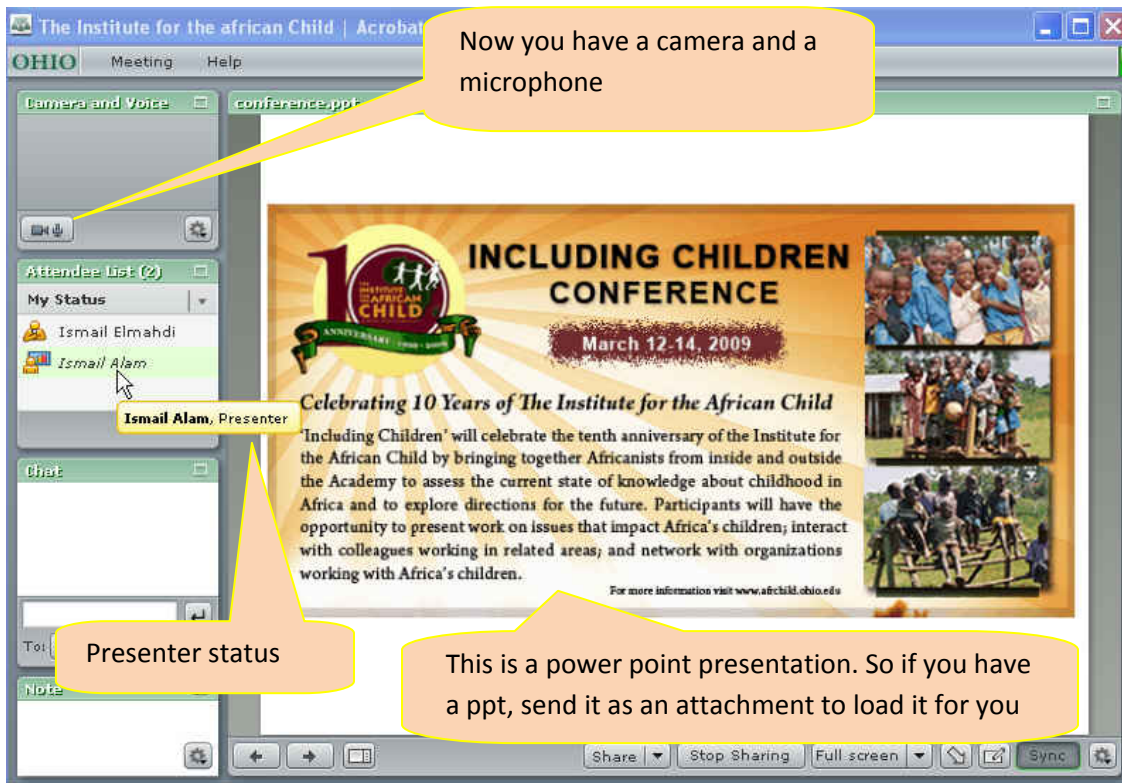 The Institute for the african Child | Acrobat
Now you have a camera and a
microphone
OHIO Meeting Help
Camera and Voice
conference.ppt
Attendee List (2)
My Status
Ismail Elmahdi
Ismail Alam
Ismail Alam, Presenter
Chat
To:
Presenter status
Note
10
THE
INSTITUTE
FOR THE
AFRICAN
CHILD
ANNIVERSARY 1999 - 2009
INCLUDING CHILDREN
CONFERENCE
March 12-14, 2009
Celebrating 10 Years of The Institute for the African Child
'Including Children' will celebrate the tenth anniversary of the Institute for
the African Child by bringing together Africanists from inside and outside
the Academy to assess the current state of knowledge about childhood in
Africa and to explore directions for the future. Participants will have the
opportunity to present work on issues that impact Africa's children; interact
with colleagues working in related areas; and network with organizations
working with Africa's children.
For more information visit www.afrchild.ohio.edu
This is a power point presentation. So if you have
a ppt, send it as an attachment to load it for you
Share Stop Sharing Full screen Sync